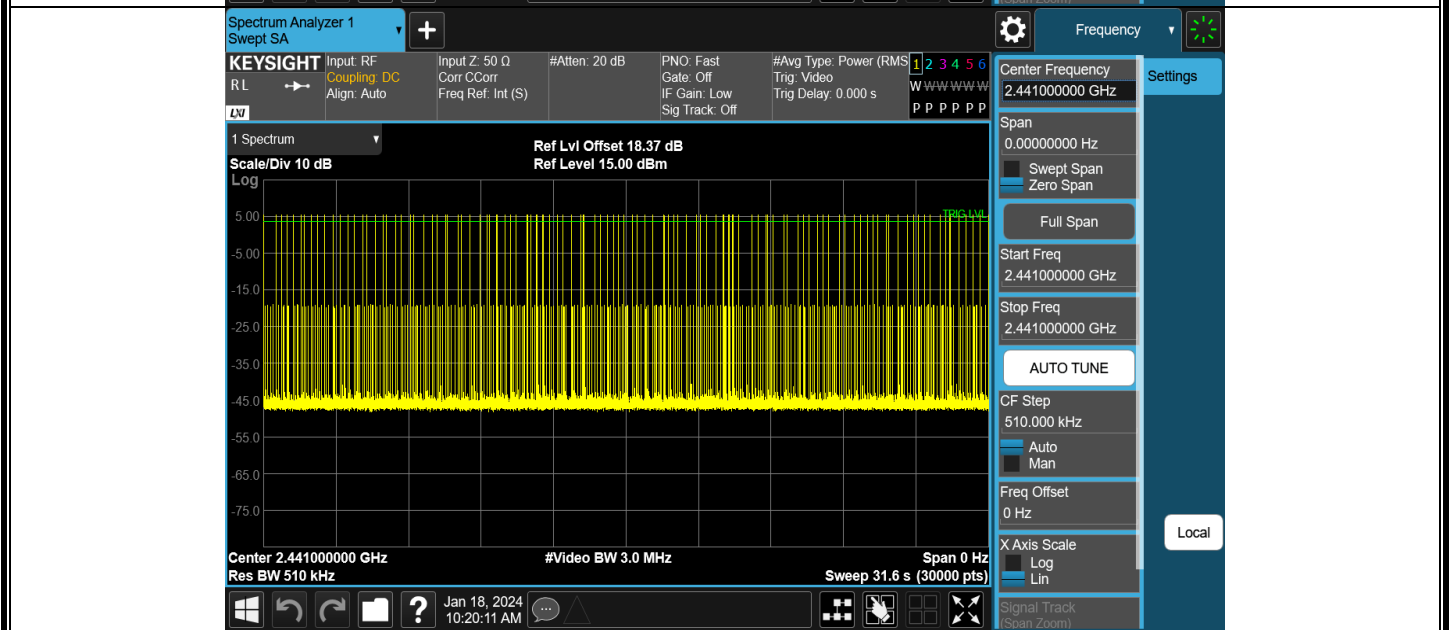 (Span Zoom)
Spectrum Analyzer 1
Swept SA
Frequency
KEYSIGHT
Input: RF
Coupling: DC
Align: Auto
Input Z: 50 Ω
Corr CCorr
Freq Ref: Int (S)
#Atten: 20 dB
PNO: Fast
Gate: Off
IF Gain: Low
Sig Track: Off
#Avg Type: Power (RMS
Trig: Video
Trig Delay: 0.000 s
1 2 3 4 5 6
W W W W W W
P P P P P P
R L
LXI
1 Spectrum
Scale/Div 10 dB
Log
Ref Lvl Offset 18.37 dB
Ref Level 15.00 dBm
TRIG LVL
5.00
-5.00
-15.0
-25.0
-35.0
-45.0
-55.0
-65.0
-75.0
Center 2.441000000 GHz
Res BW 510 kHz
#Video BW 3.0 MHz
Span 0 Hz
Sweep 31.6 s (30000 pts)
Center Frequency
2.441000000 GHz
Settings
Span
0.00000000 Hz
Swept Span
Zero Span
Full Span
Start Freq
2.441000000 GHz
Stop Freq
2.441000000 GHz
AUTO TUNE
CF Step
510.000 kHz
Auto
Man
Freq Offset
0 Hz
X Axis Scale
Log
Lin
Signal Track
(Span Zoom)
Local
?
Jan 18, 2024
10:20:11 AM